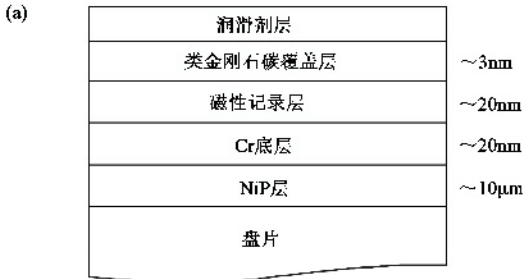 (a)
润滑剂层
类金刚石碳覆盖层 ~3nm
磁性记录层 ~20nm
Cr底层 ~20nm
NiP层 ~10μm
盘片